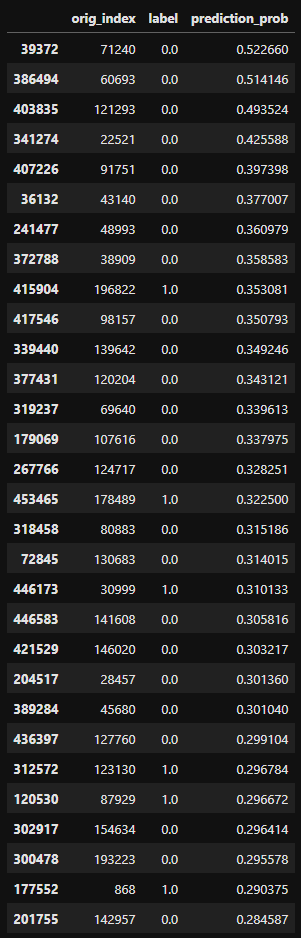 orig_index label prediction_prob
39372 71240 0.0 0.522660
386494 60693 0.0 0.514146
403835 121293 0.0 0.493524
341274 22521 0.0 0.425588
407226 91751 0.0 0.397398
36132 43140 0.0 0.377007
241477 48993 0.0 0.360979
372788 38909 0.0 0.358583
415904 196822 1.0 0.353081
417546 98157 0.0 0.350793
339440 139642 0.0 0.349246
377431 120204 0.0 0.343121
319237 69640 0.0 0.339613
179069 107616 0.0 0.337975
267766 124717 0.0 0.328251
453465 178489 1.0 0.322500
318458 80883 0.0 0.315186
72845 130683 0.0 0.314015
446173 30999 1.0 0.310133
446583 141608 0.0 0.305816
421529 146020 0.0 0.303217
204517 28457 0.0 0.301360
389284 45680 0.0 0.301040
436397 127760 0.0 0.299104
312572 123130 1.0 0.296784
120530 87929 1.0 0.296672
302917 154634 0.0 0.296414
300478 193223 0.0 0.295578
177552 868 1.0 0.290375
201755 142957 0.0 0.284587